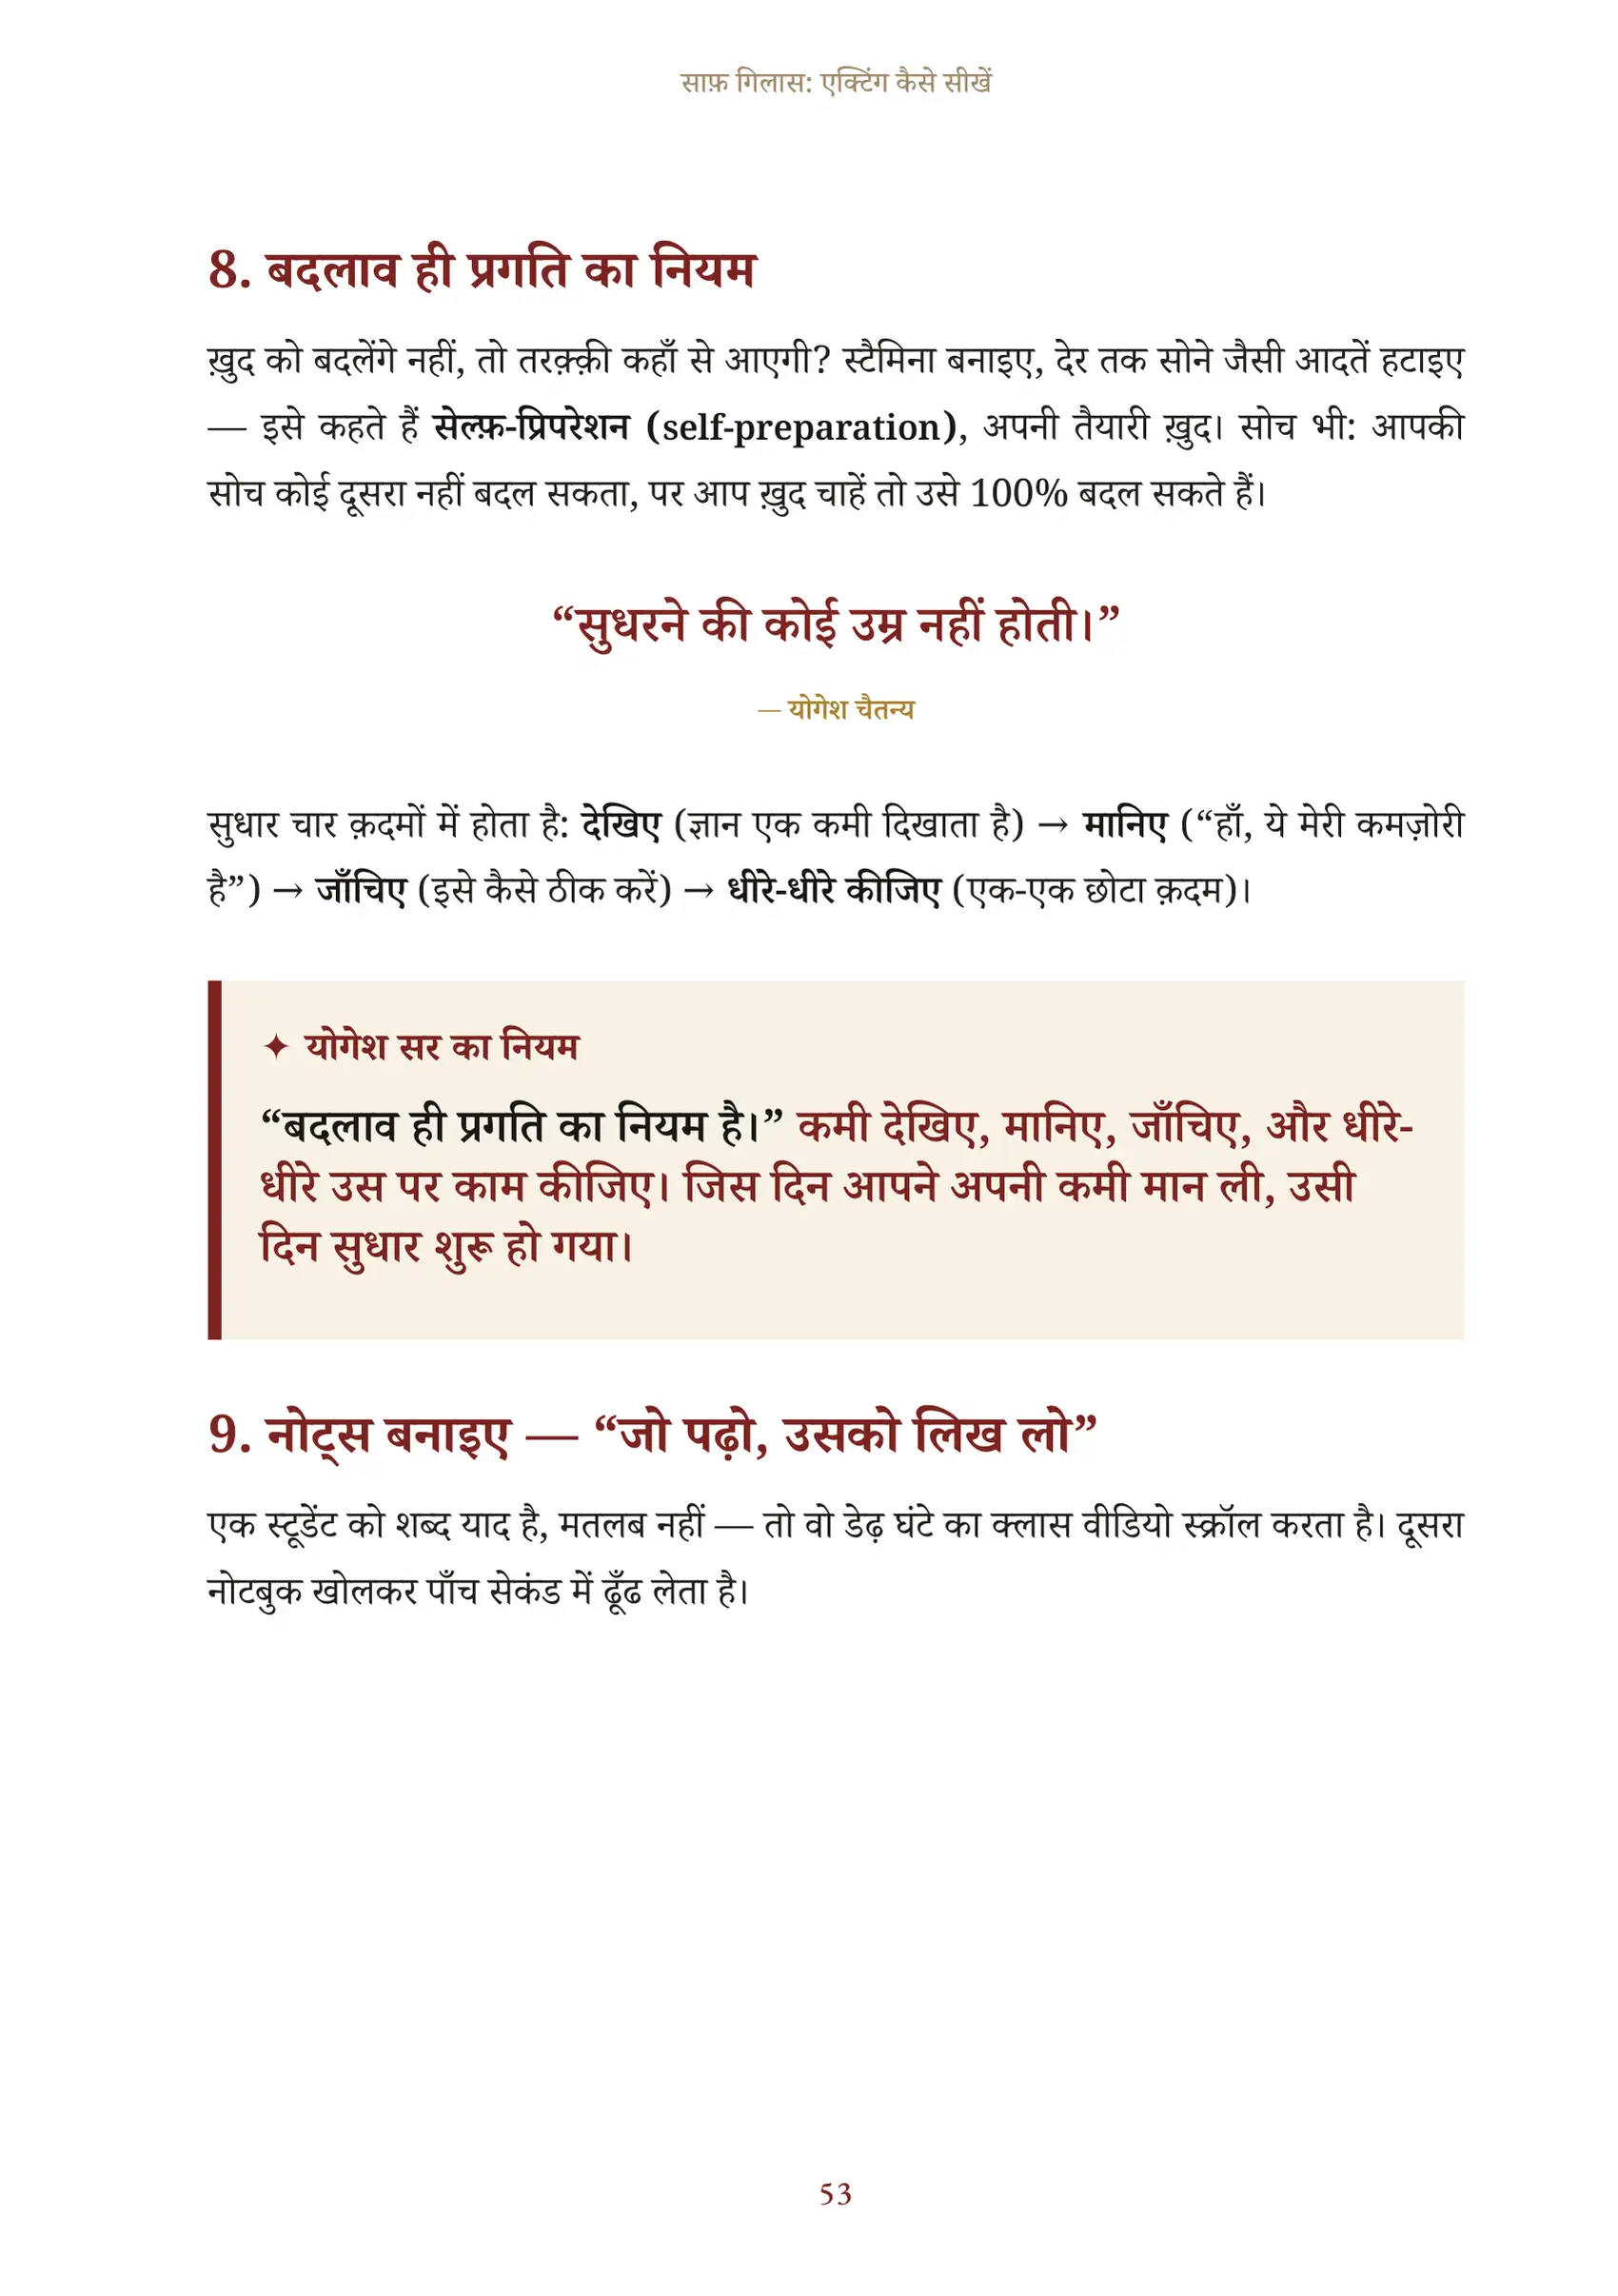 साफ़ गिलास: एक्टिंग कैसे सीखें
8. बदलाव ही प्रगति का नियम
ख़ुद को बदलेंगे नहीं, तो तरक़्क़ी कहाँ से आएगी? स्टैमिना बनाइए, देर तक सोने जैसी आदतें हटाइए
— इसे कहते हैं सेल्फ़-प्रिपरेशन (self-preparation), अपनी तैयारी ख़ुद। सोच भी: आपकी
सोच कोई दूसरा नहीं बदल सकता, पर आप ख़ुद चाहें तो उसे 100% बदल सकते हैं।
“सुधरने की कोई उम्र नहीं होती।”
— योगेश चैतन्य
सुधार चार क़दमों में होता है: देखिए (ज्ञान एक कमी दिखाता है) → मानिए (“हाँ, ये मेरी कमज़ोरी
है”) → जाँचिए (इसे कैसे ठीक करें) → धीरे-धीरे कीजिए (एक-एक छोटा क़दम)।
✦ योगेश सर का नियम
“बदलाव ही प्रगति का नियम है।” कमी देखिए, मानिए, जाँचिए, और धीरे-
धीरे उस पर काम कीजिए। जिस दिन आपने अपनी कमी मान ली, उसी
दिन सुधार शुरू हो गया।
9. नोट्स बनाइए — “जो पढ़ो, उसको लिख लो”
एक स्टूडेंट को शब्द याद है, मतलब नहीं — तो वो डेढ़ घंटे का क्लास वीडियो स्क्रॉल करता है। दूसरा
नोटबुक खोलकर पाँच सेकंड में ढूँढ लेता है।
53